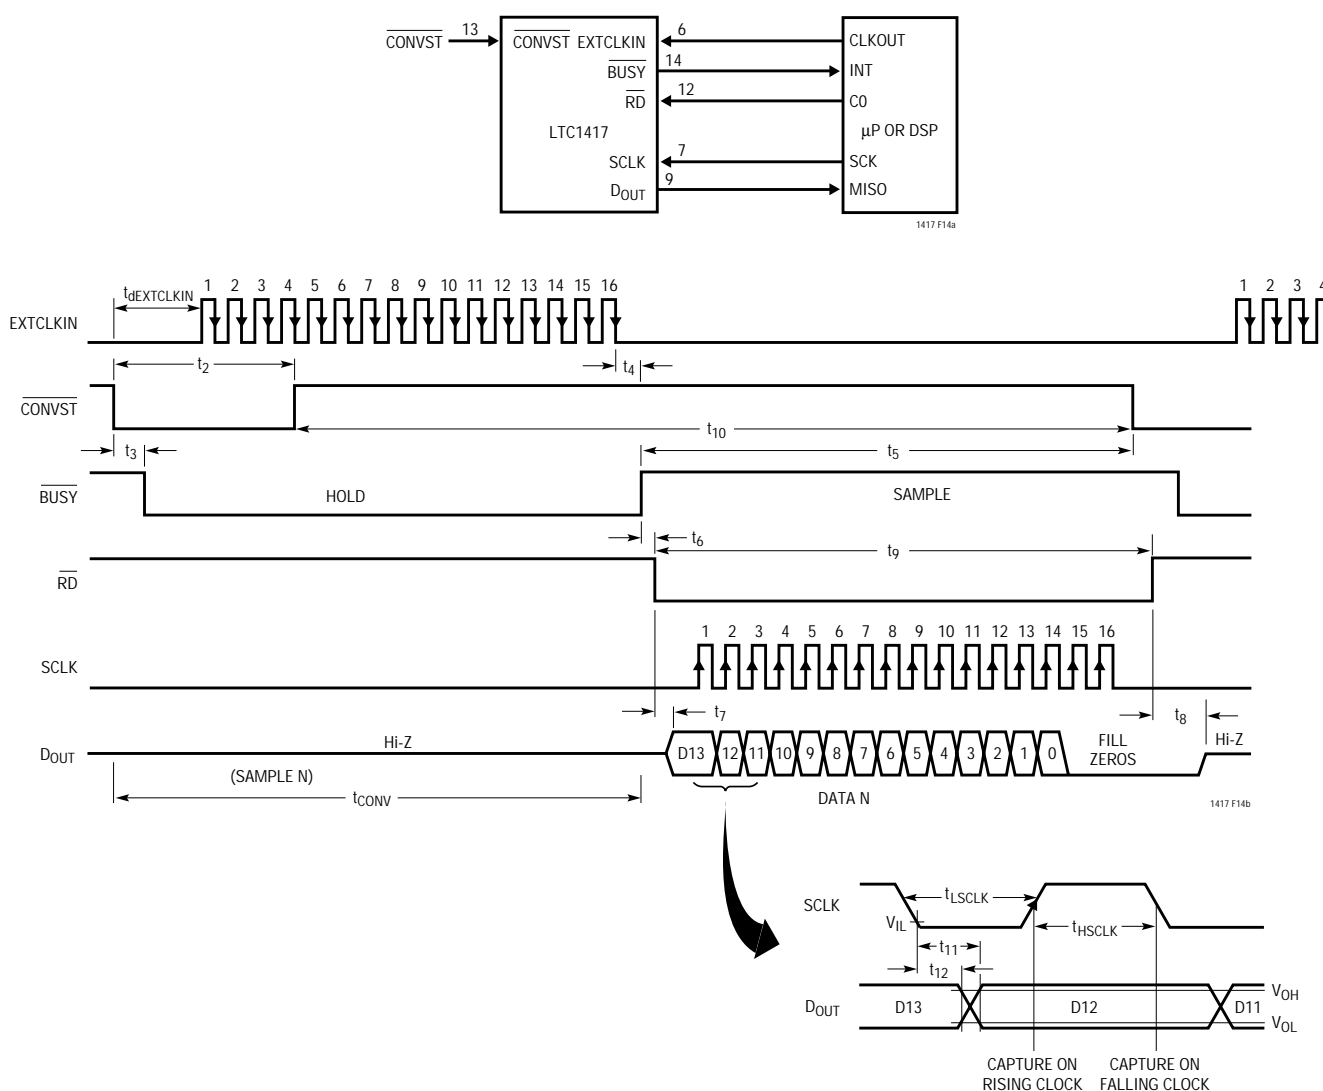 CONVST 13 CONVST EXTCLKIN 6 CLKOUT
BUSY 14 INT
RD 12 C0
LTC1417 µP OR DSP
SCLK 7 SCK
DOUT 9 MISO
1417 F14a
tdEXTCLKIN 1 2 3 4 5 6 7 8 9 10 11 12 13 14 15 16 1 2 3 4
EXTCLKIN
t2 t4
CONVST
t10
t3 t5
BUSY HOLD SAMPLE
t6 t9
RD
1 2 3 4 5 6 7 8 9 10 11 12 13 14 15 16
SCLK
t7 t8
DOUT Hi-Z D13 12 11 10 9 8 7 6 5 4 3 2 1 0 FILL ZEROS Hi-Z
(SAMPLE N)
tCONV DATA N
1417 F14b
SCLK tLSCLK
VIL tHSCLK
t11
t12
DOUT D13 D12 D11 VOH
VOL
CAPTURE ON CAPTURE ON
RISING CLOCK FALLING CLOCK